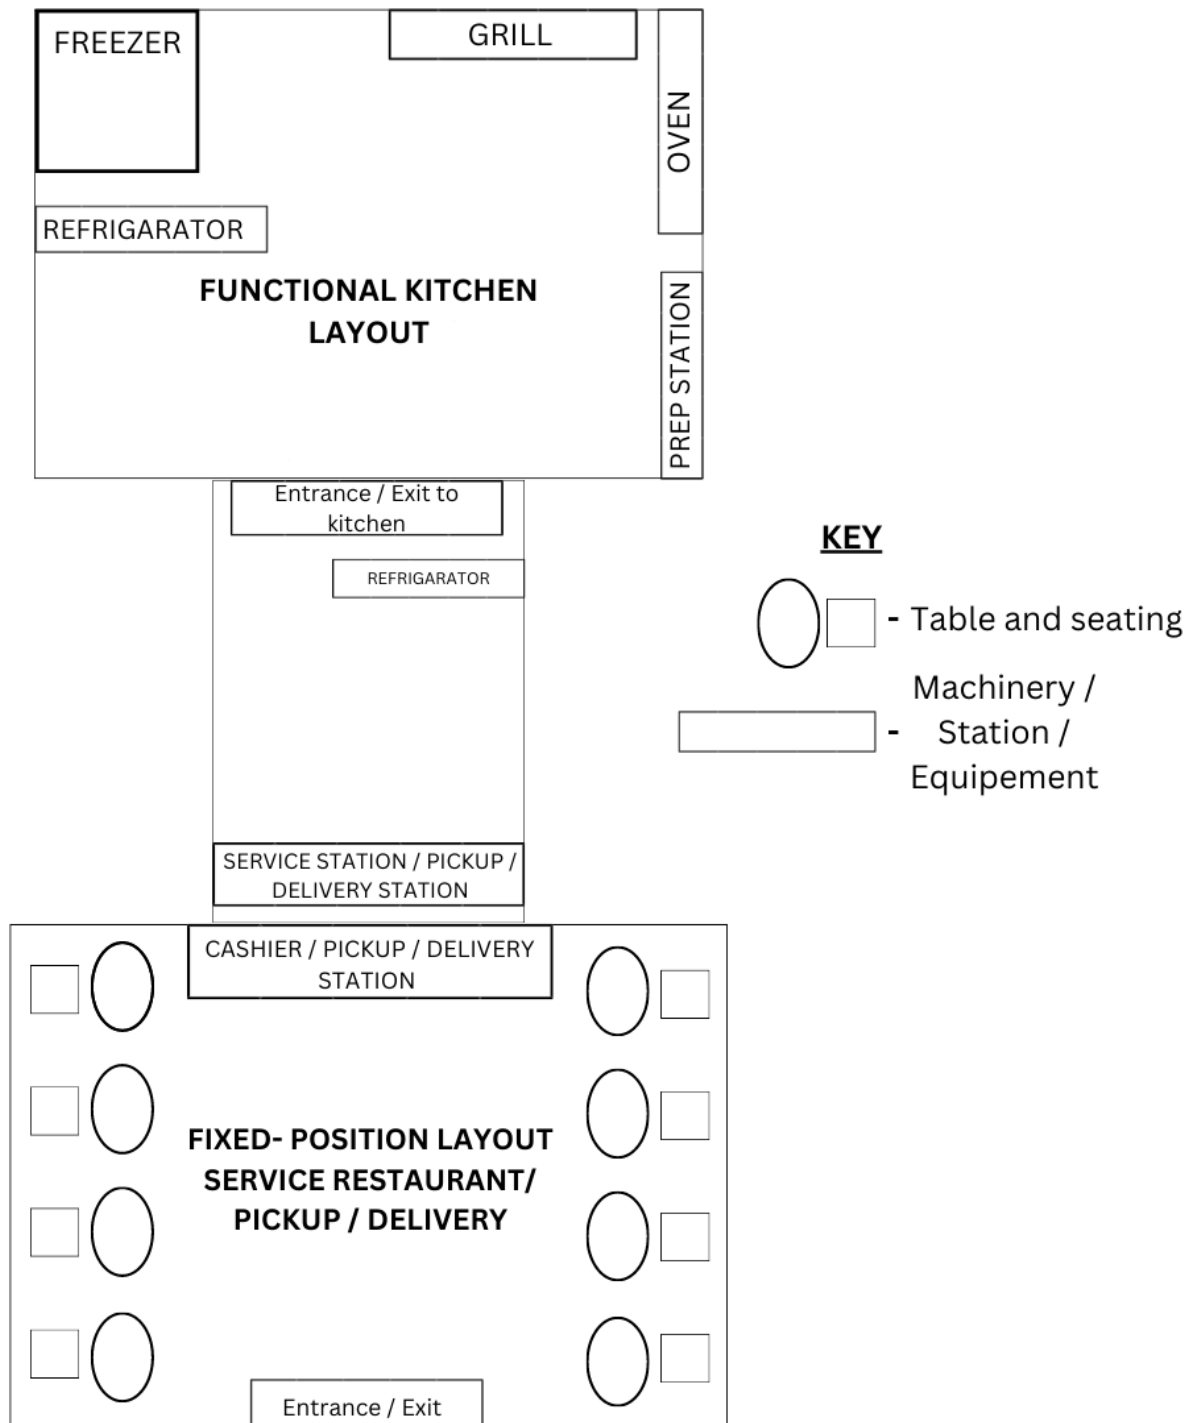 FREEZER
GRILL
OVEN
REFRIGARATOR
FUNCTIONAL KITCHEN
LAYOUT
PREP STATION
Entrance / Exit to
kitchen
REFRIGARATOR
KEY
- Table and seating
Machinery /
- Station /
Equipement
SERVICE STATION / PICKUP /
DELIVERY STATION
CASHIER / PICKUP / DELIVERY
STATION
FIXED- POSITION LAYOUT
SERVICE RESTAURANT/
PICKUP / DELIVERY
Entrance / Exit